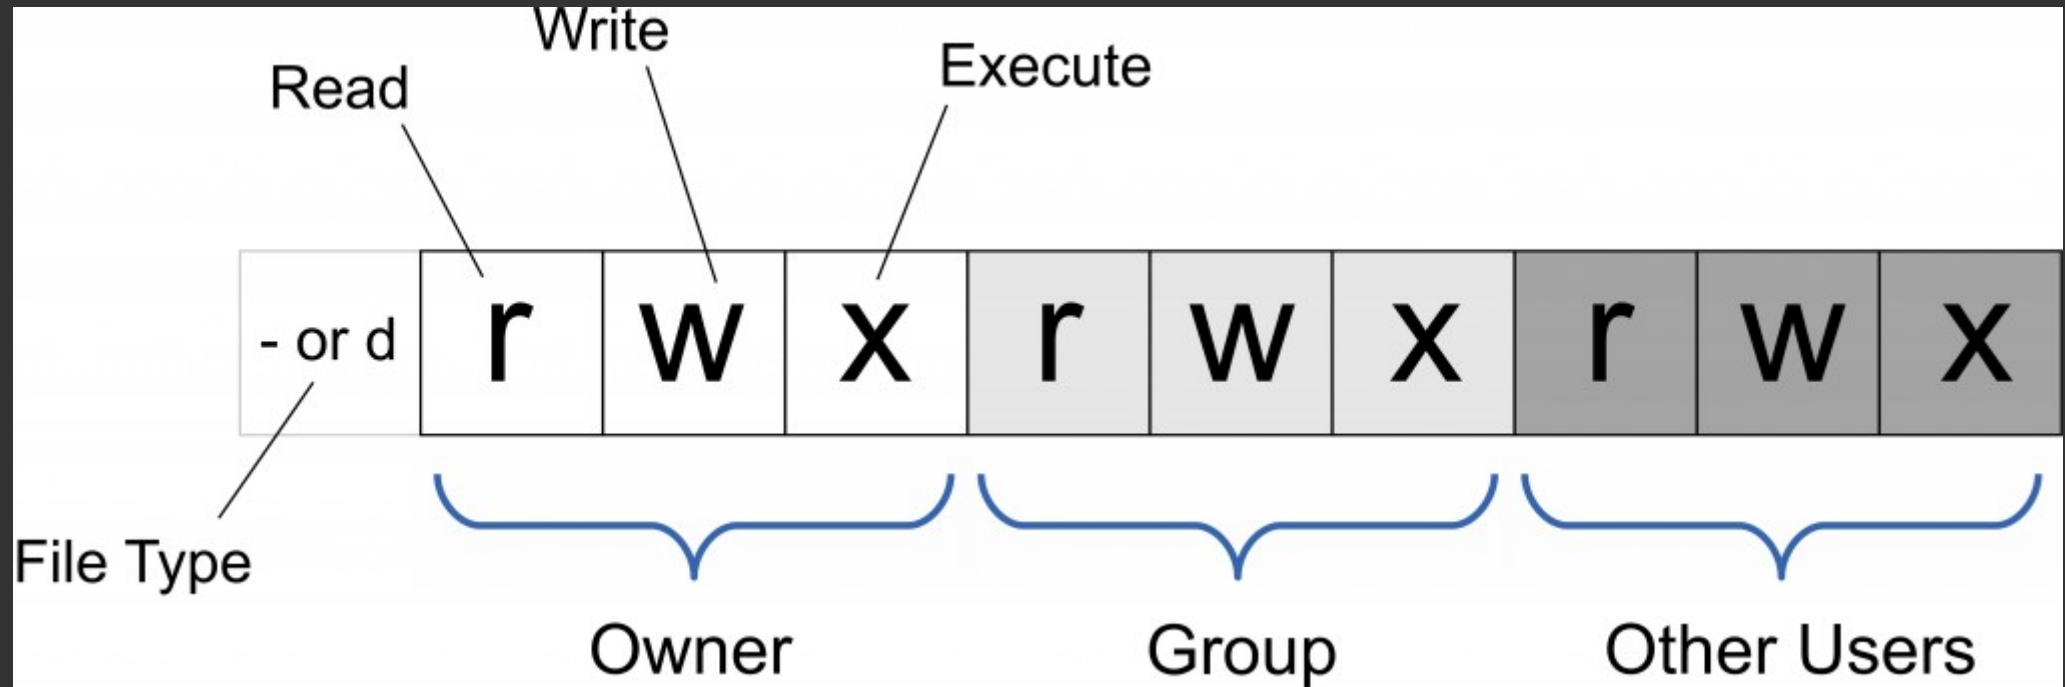 Write
Read
Execute
- or d r w x r w x r w x
File Type
Owner Group Other Users